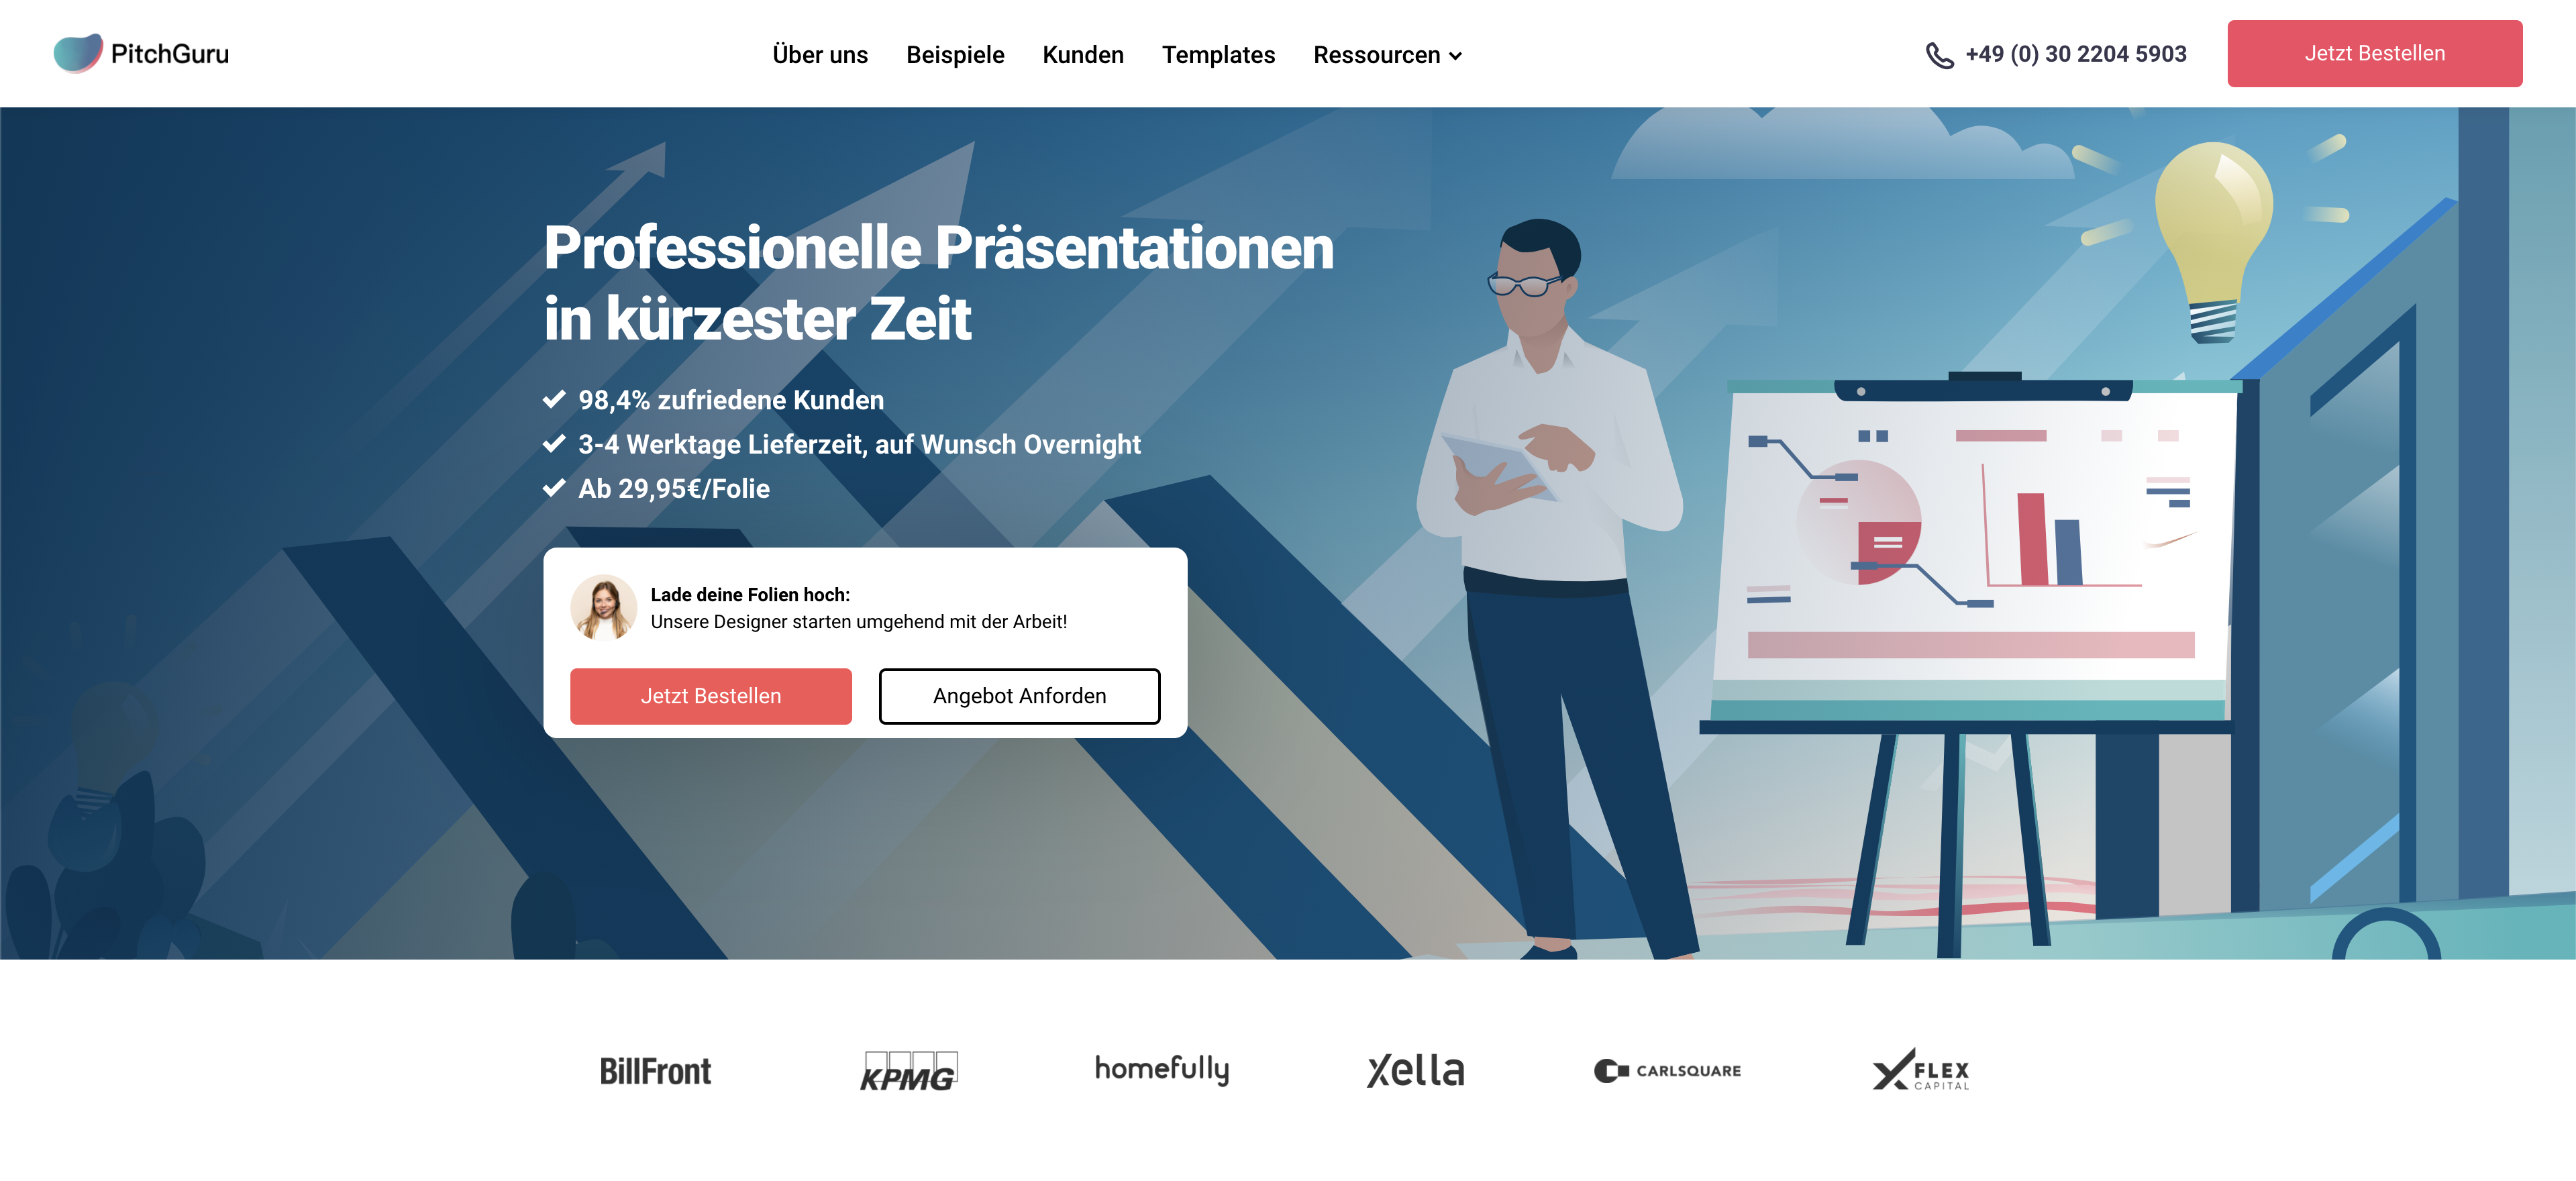 PitchGuru
Über uns
Beispiele
Kunden
Templates
Ressourcen
+49 (0) 30 2204 5903
Jetzt Bestellen
Professionelle Präsentationen
in kürzester Zeit
98,4% zufriedene Kunden
3-4 Werktage Lieferzeit, auf Wunsch Overnight
Ab 29,95€/Folie
Lade deine Folien hoch:
Unsere Designer starten umgehend mit der Arbeit!
Jetzt Bestellen
Angebot Anforden
BillFront
KPMG
homefully
xella
CARLSQUARE
FLEX
CAPITAL